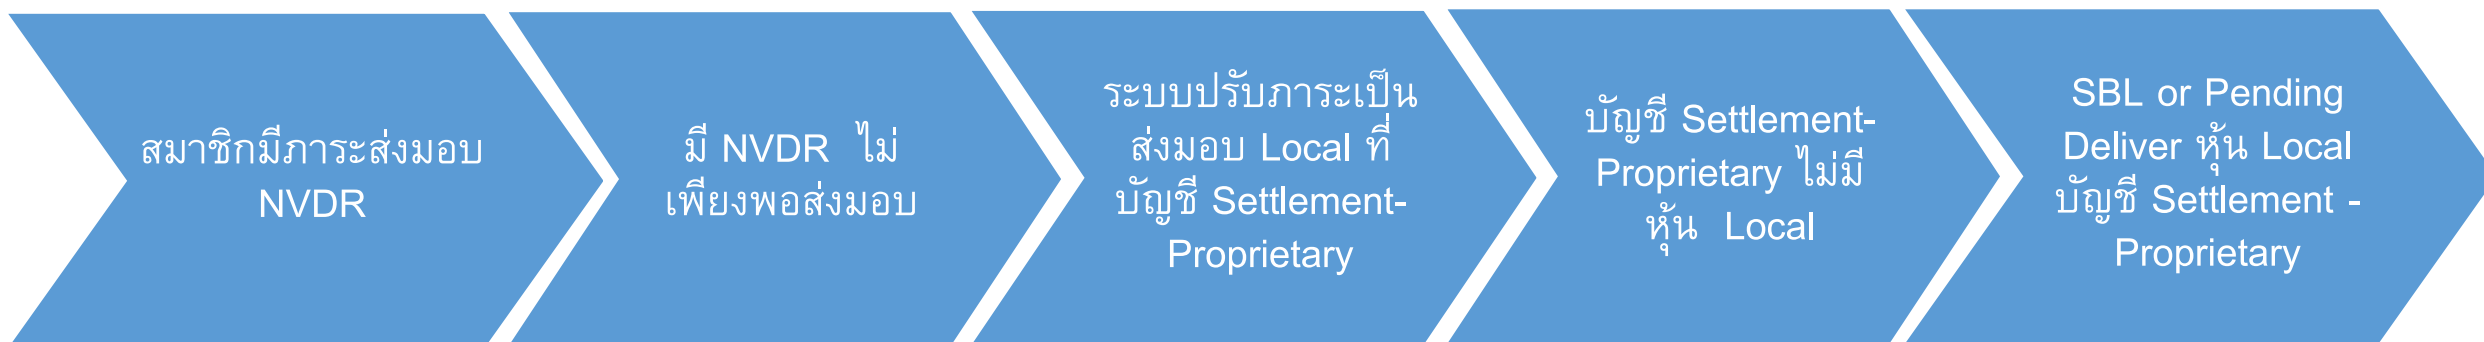 สมาชิกมีภาระส่งมอบ
NVDR
มี NVDR ไม่
เพียงพอส่งมอบ
ระบบปรับภาระเป็น
ส่งมอบ Local ที่
บัญชี Settlement-
Proprietary
บัญชี Settlement-
Proprietary ไม่มี
หุ้น Local
SBL or Pending
Deliver หุ้น Local
บัญชี Settlement -
Proprietary